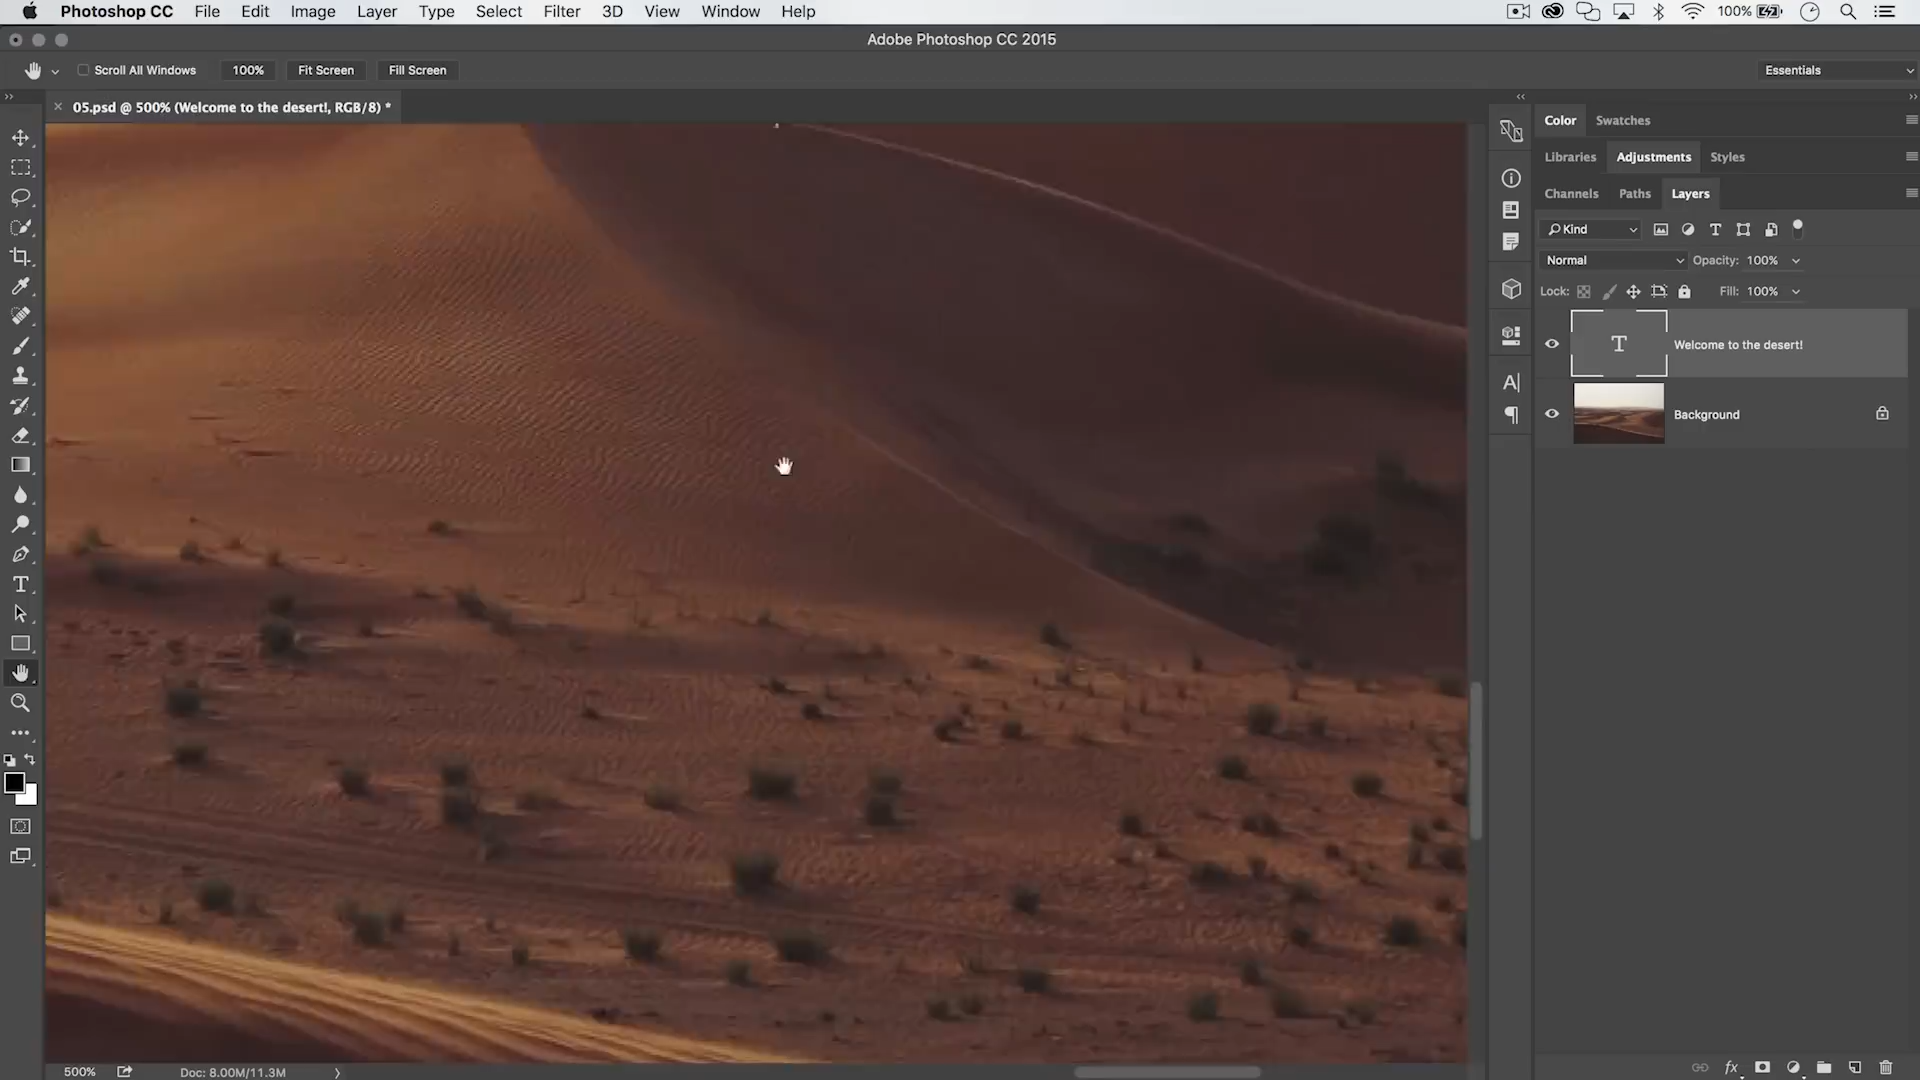 Photoshop CC File Edit Image Layer Type Select Filter 3D View Window Help 100%
Adobe Photoshop CC 2015
Scroll All Windows 100% Fit Screen Fill Screen Essentials
05.psd @ 500% (Welcome to the desert!, RGB/8) *
Color Swatches
Libraries Adjustments Styles
Channels Paths Layers
Kind
Normal Opacity: 100%
Lock: Fill: 100%
Welcome to the desert!
Background
500% Doc: 8.00M/11.3M